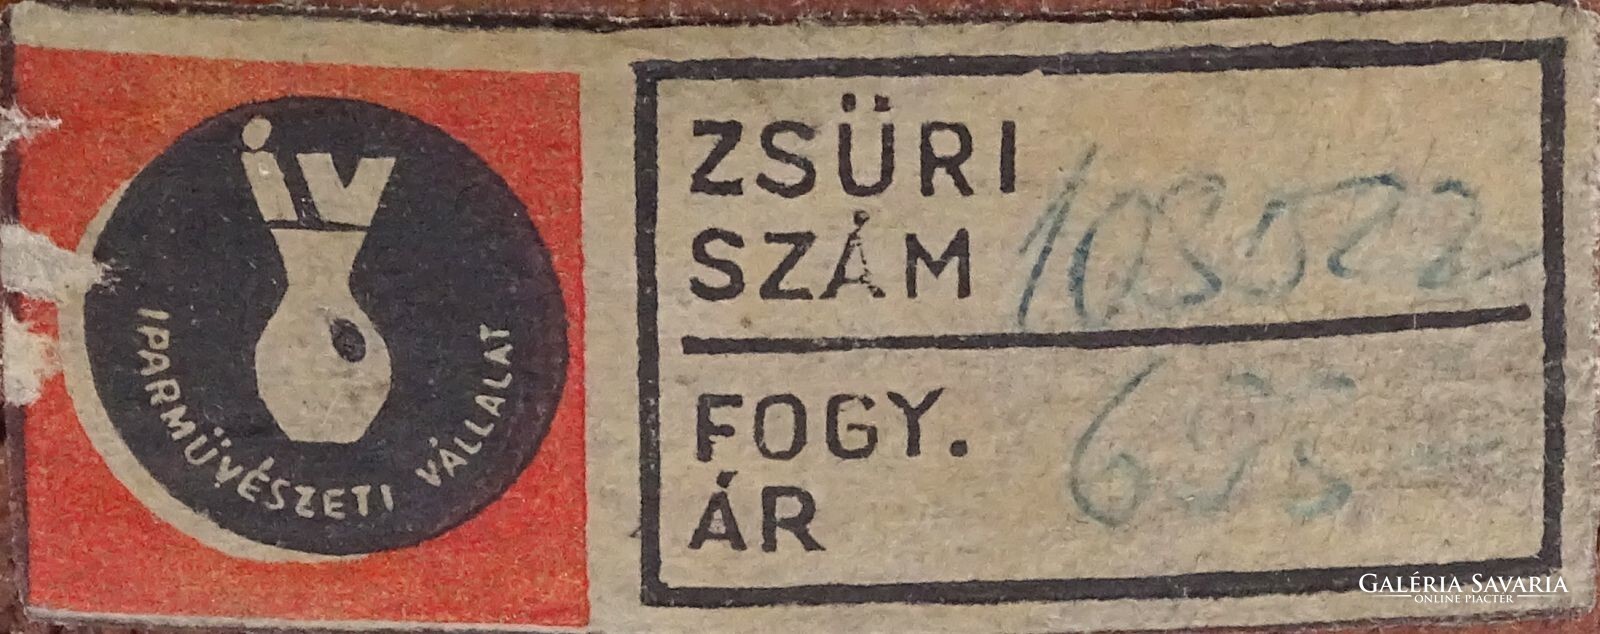 iv
IPARMŰVÉSZETI VÁLLALAT
ZSÜRI
SZÁM
FOGY.
ÁR
GALÉRIA SAVARIA
ONLINE PIACTÉR